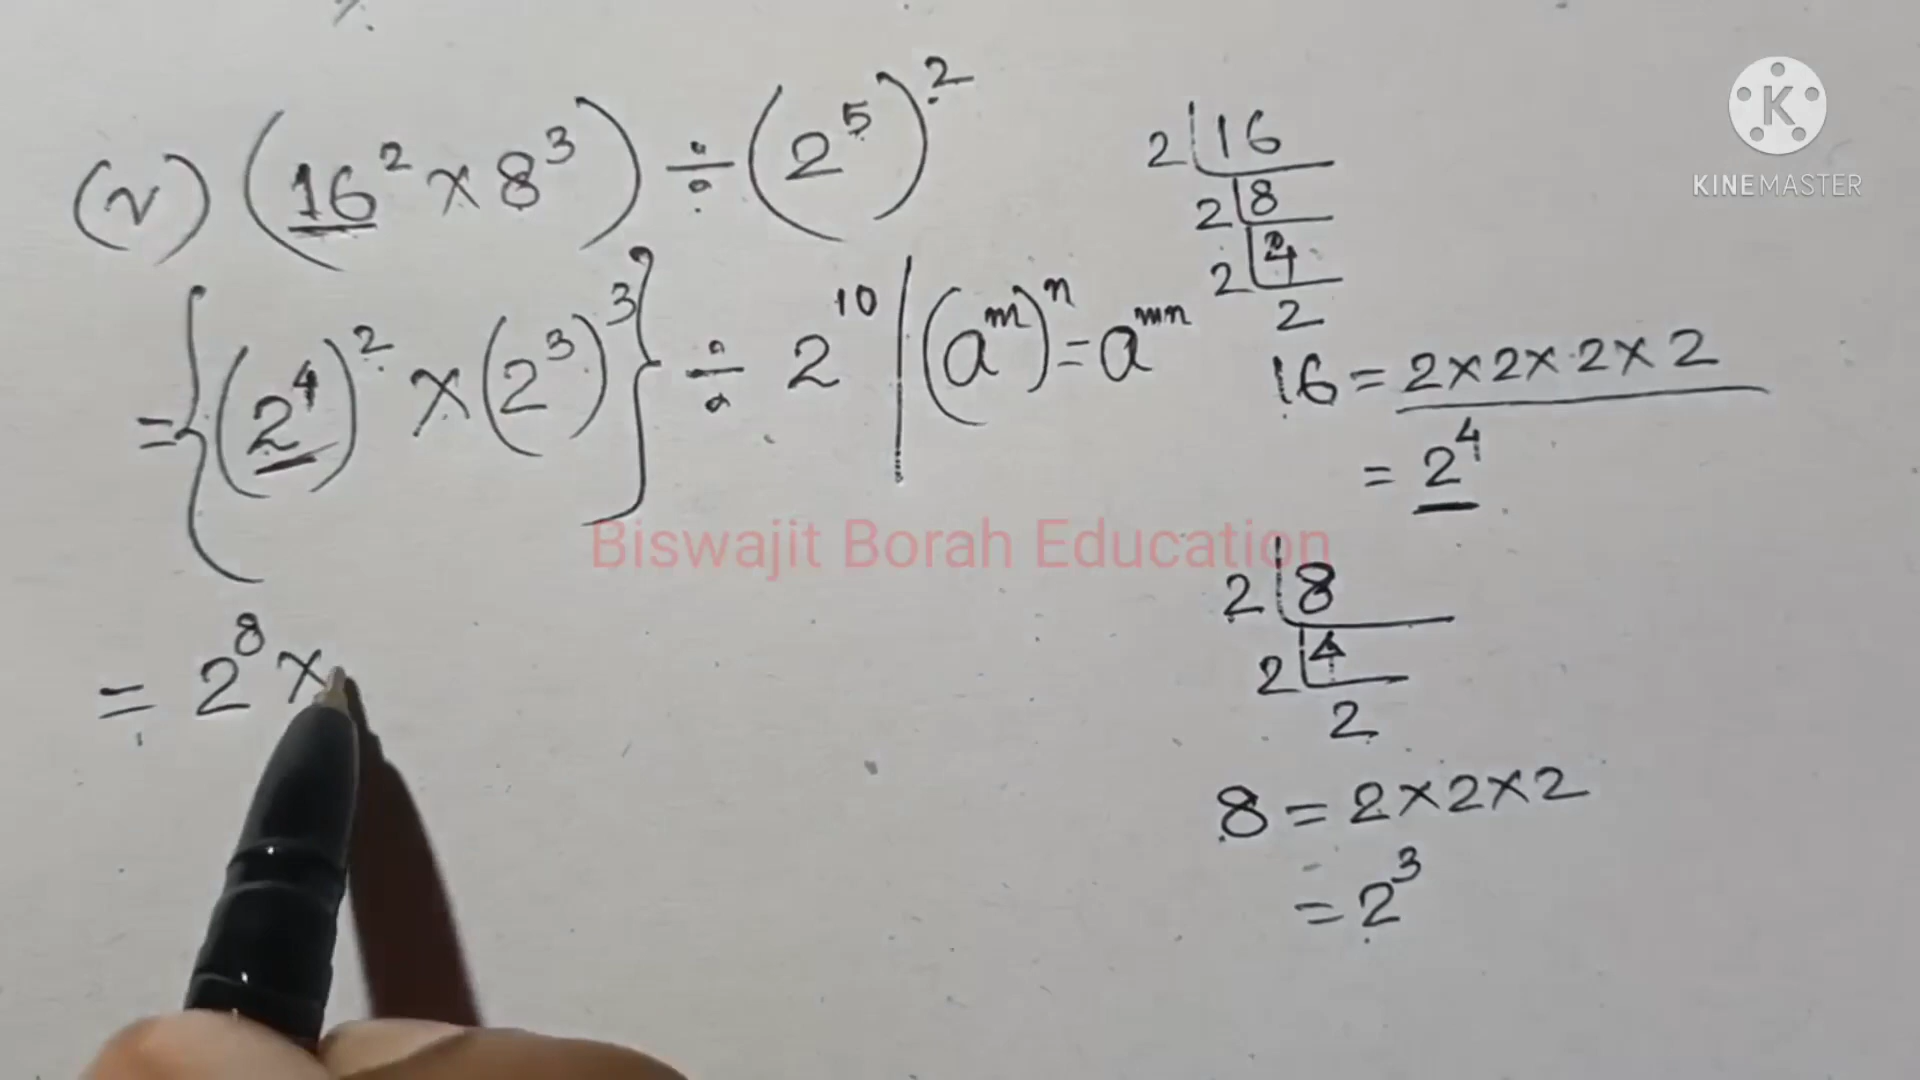 (v) (16² × 8³) ÷ (2⁵)²
= {(2⁴)² × (2³)³} ÷ 2¹⁰ | (aᵐ)ⁿ = aᵐⁿ
= 2⁸ ×
2 | 16
2 | 8
2 | 4
2
16 = 2 × 2 × 2 × 2
= 2⁴
2 | 8
2 | 4
2
8 = 2 × 2 × 2
= 2³
Biswajit Borah Education
KINEMASTER